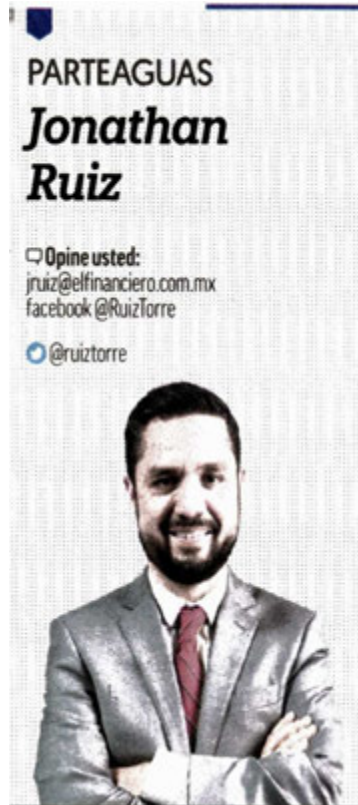 PARTEAGUAS
Jonathan
Ruiz
Opine usted:
jruiz@elfinanciero.com.mx
facebook @RuizTorre
@ruiztorre